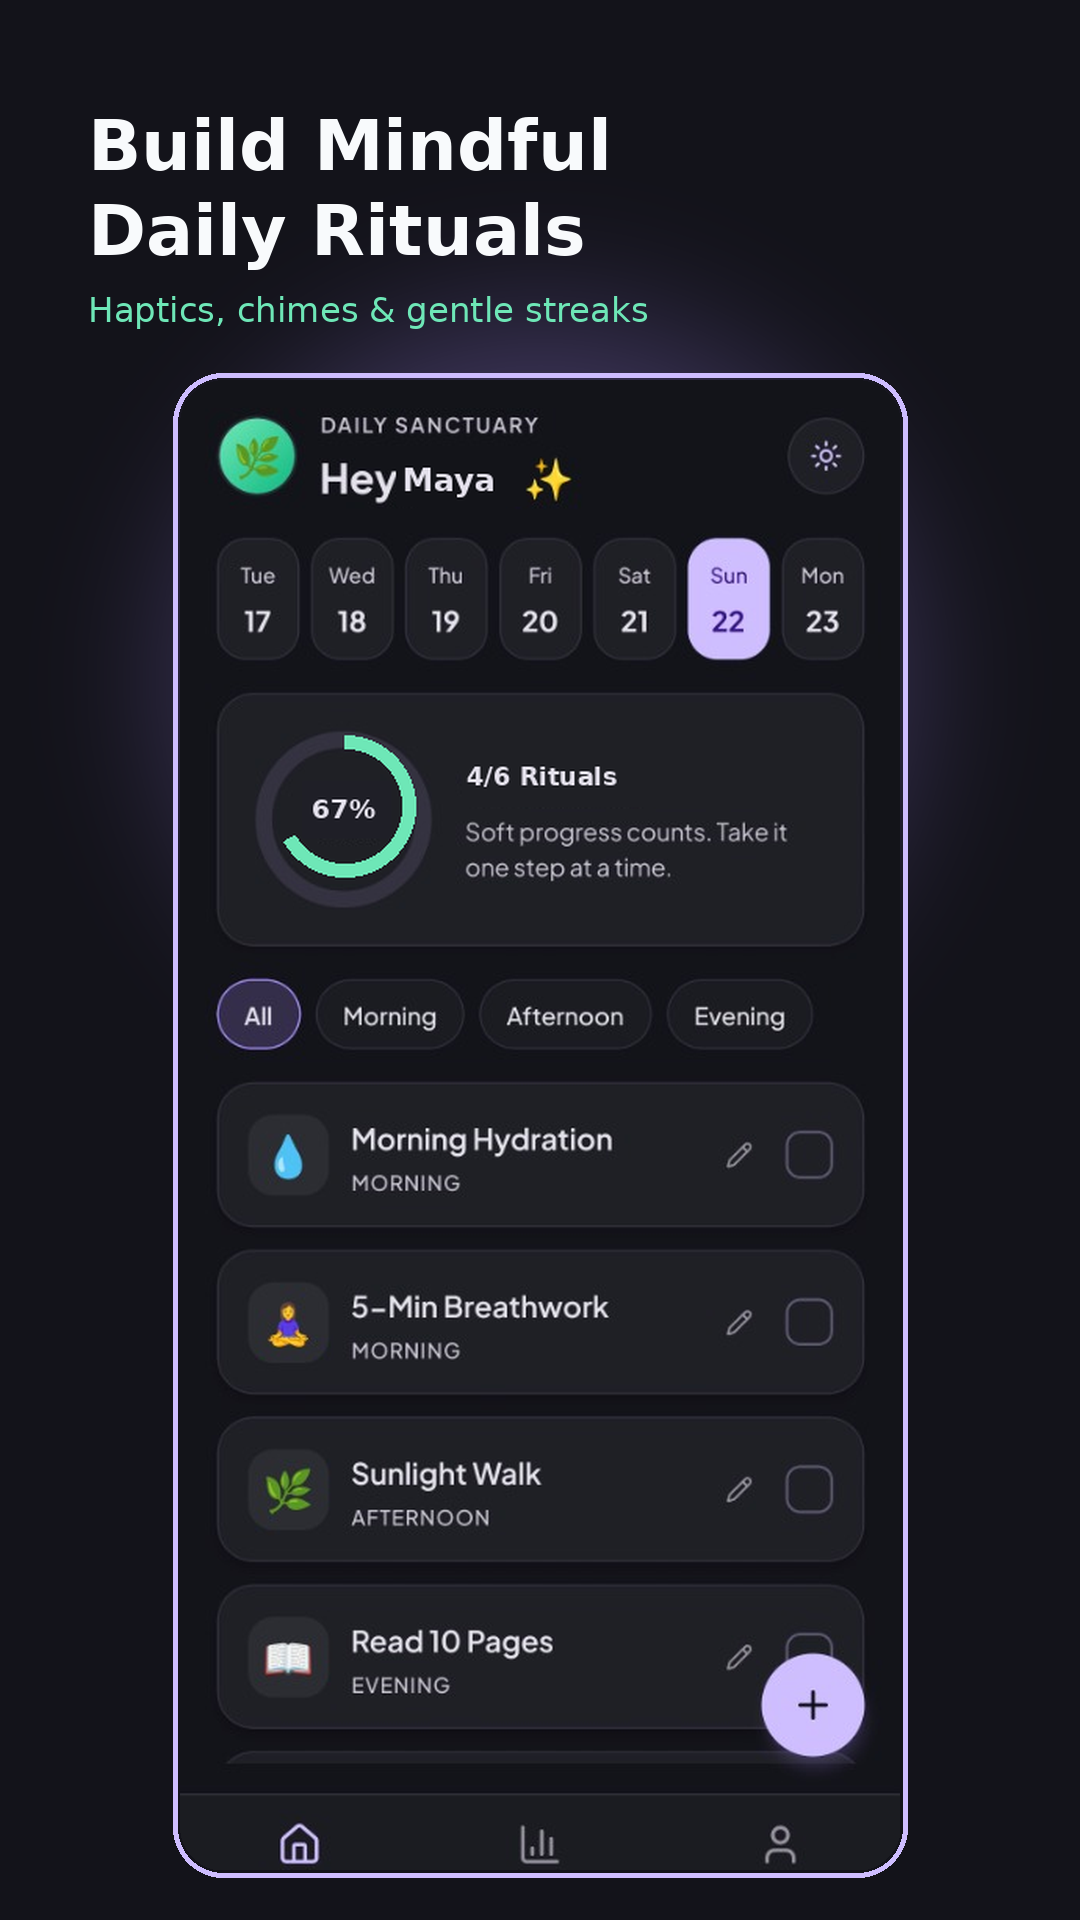 Build Mindful
Daily Rituals
Haptics, chimes & gentle streaks
DAILY SANCTUARY
Hey Maya ✨
Tue Wed Thu Fri Sat Sun Mon
17 18 19 20 21 22 23
67%
4/6 Rituals
Soft progress counts. Take it
one step at a time.
All Morning Afternoon Evening
Morning Hydration
MORNING
5-Min Breathwork
MORNING
Sunlight Walk
AFTERNOON
Read 10 Pages
EVENING